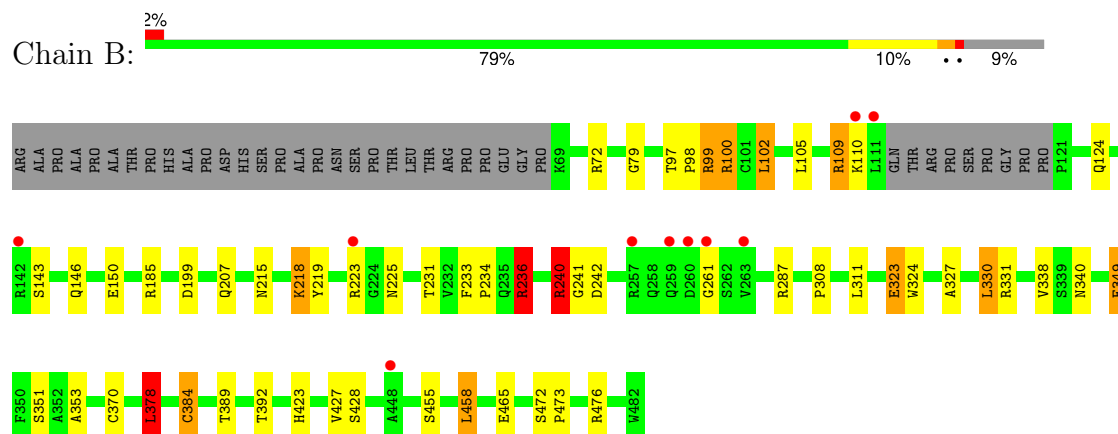 2%
Chain B:
79% 10% • • 9%
ARG ALA PRO ALA PRO ALA THR PRO HIS ALA PRO ASP HIS SER PRO ALA PRO ASN SER PRO THR LEU THR ARG PRO PRO GLU GLY PRO K69 R72 G79 T97 P98 R99 R100 C101 L102 L105 R109 K110 L111 GLN THR ARG PRO SER PRO GLY PRO PRO P121 Q124
R142 S143 Q146 E150 R185 D199 Q207 N215 K218 Y219 R223 G224 N225 T231 V232 F233 P234 Q235 R236 R240 G241 D242 R257 Q258 Q259 D260 G261 S262 V263 R287 P308 L311 E323 W324 A327 L330 R331 V338 S339 N340 E349
F350 S351 A352 A353 C370 L378 C384 T389 T392 H423 V427 S428 A448 S455 L458 E465 S472 P473 R476 W482